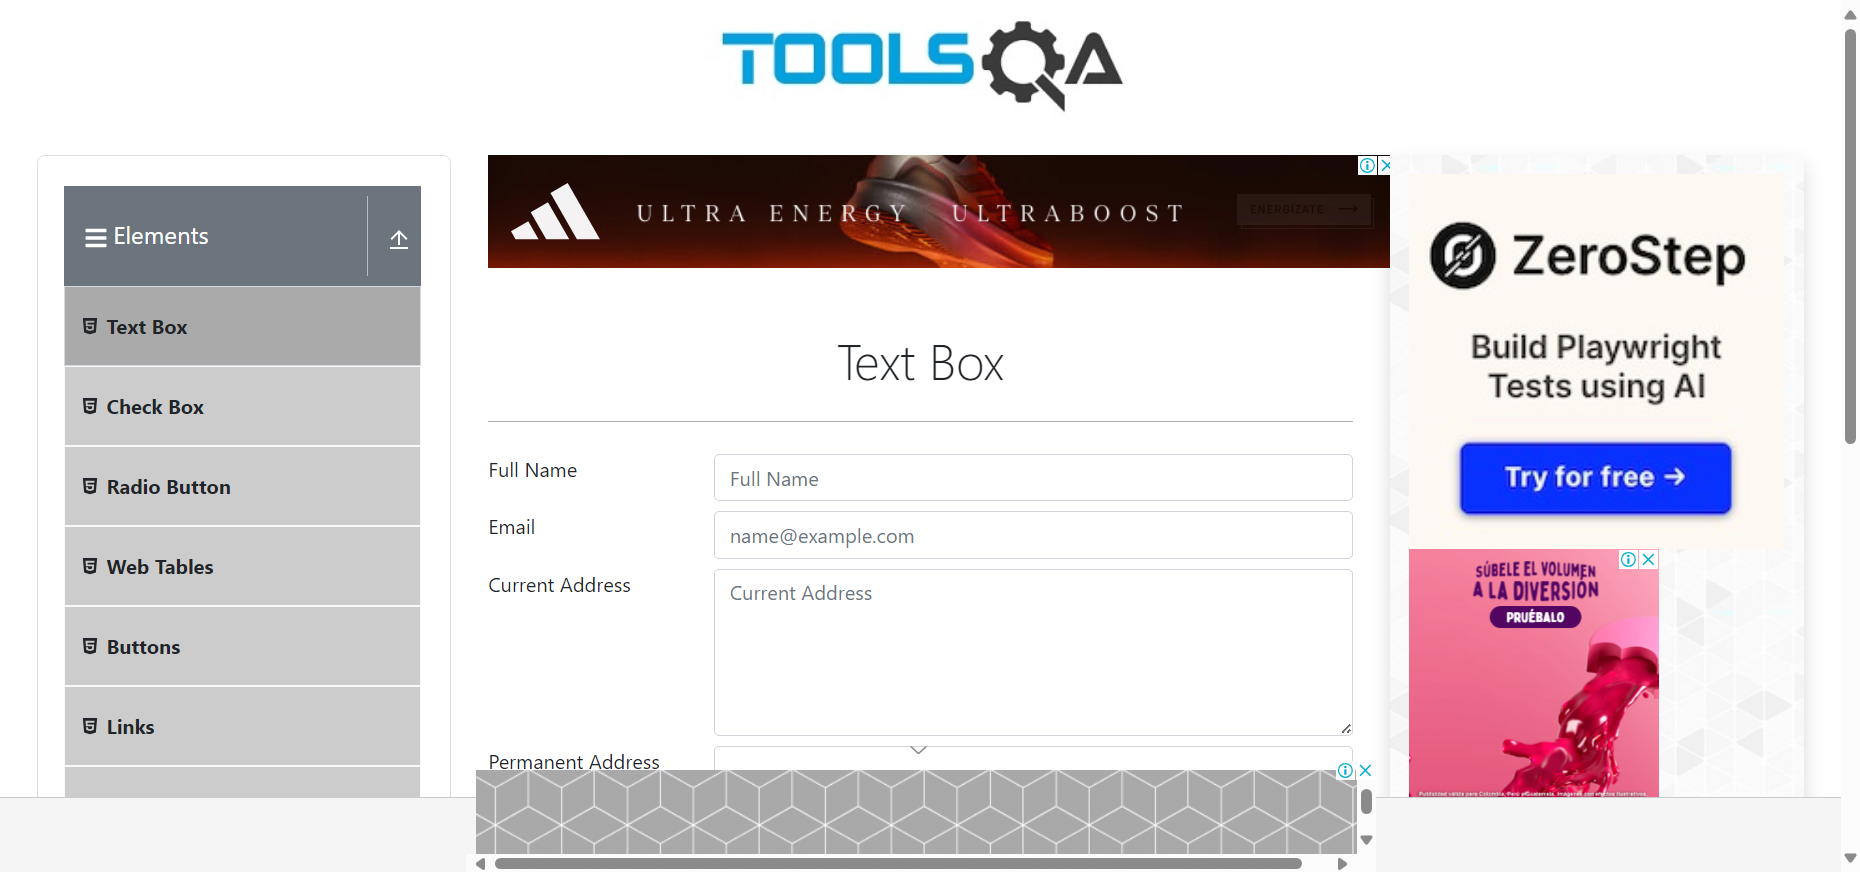 TOOLSQA
Elements
Text Box
Check Box
Radio Button
Web Tables
Buttons
Links
ULTRA ENERGY ULTRABOOST
ENERGÍZATE
Text Box
Full Name
Full Name
Email
name@example.com
Current Address
Current Address
Permanent Address
ZeroStep
Build Playwright
Tests using AI
Try for free →
SÚBELE EL VOLUMEN
A LA DIVERSIÓN
PRUÉBALO